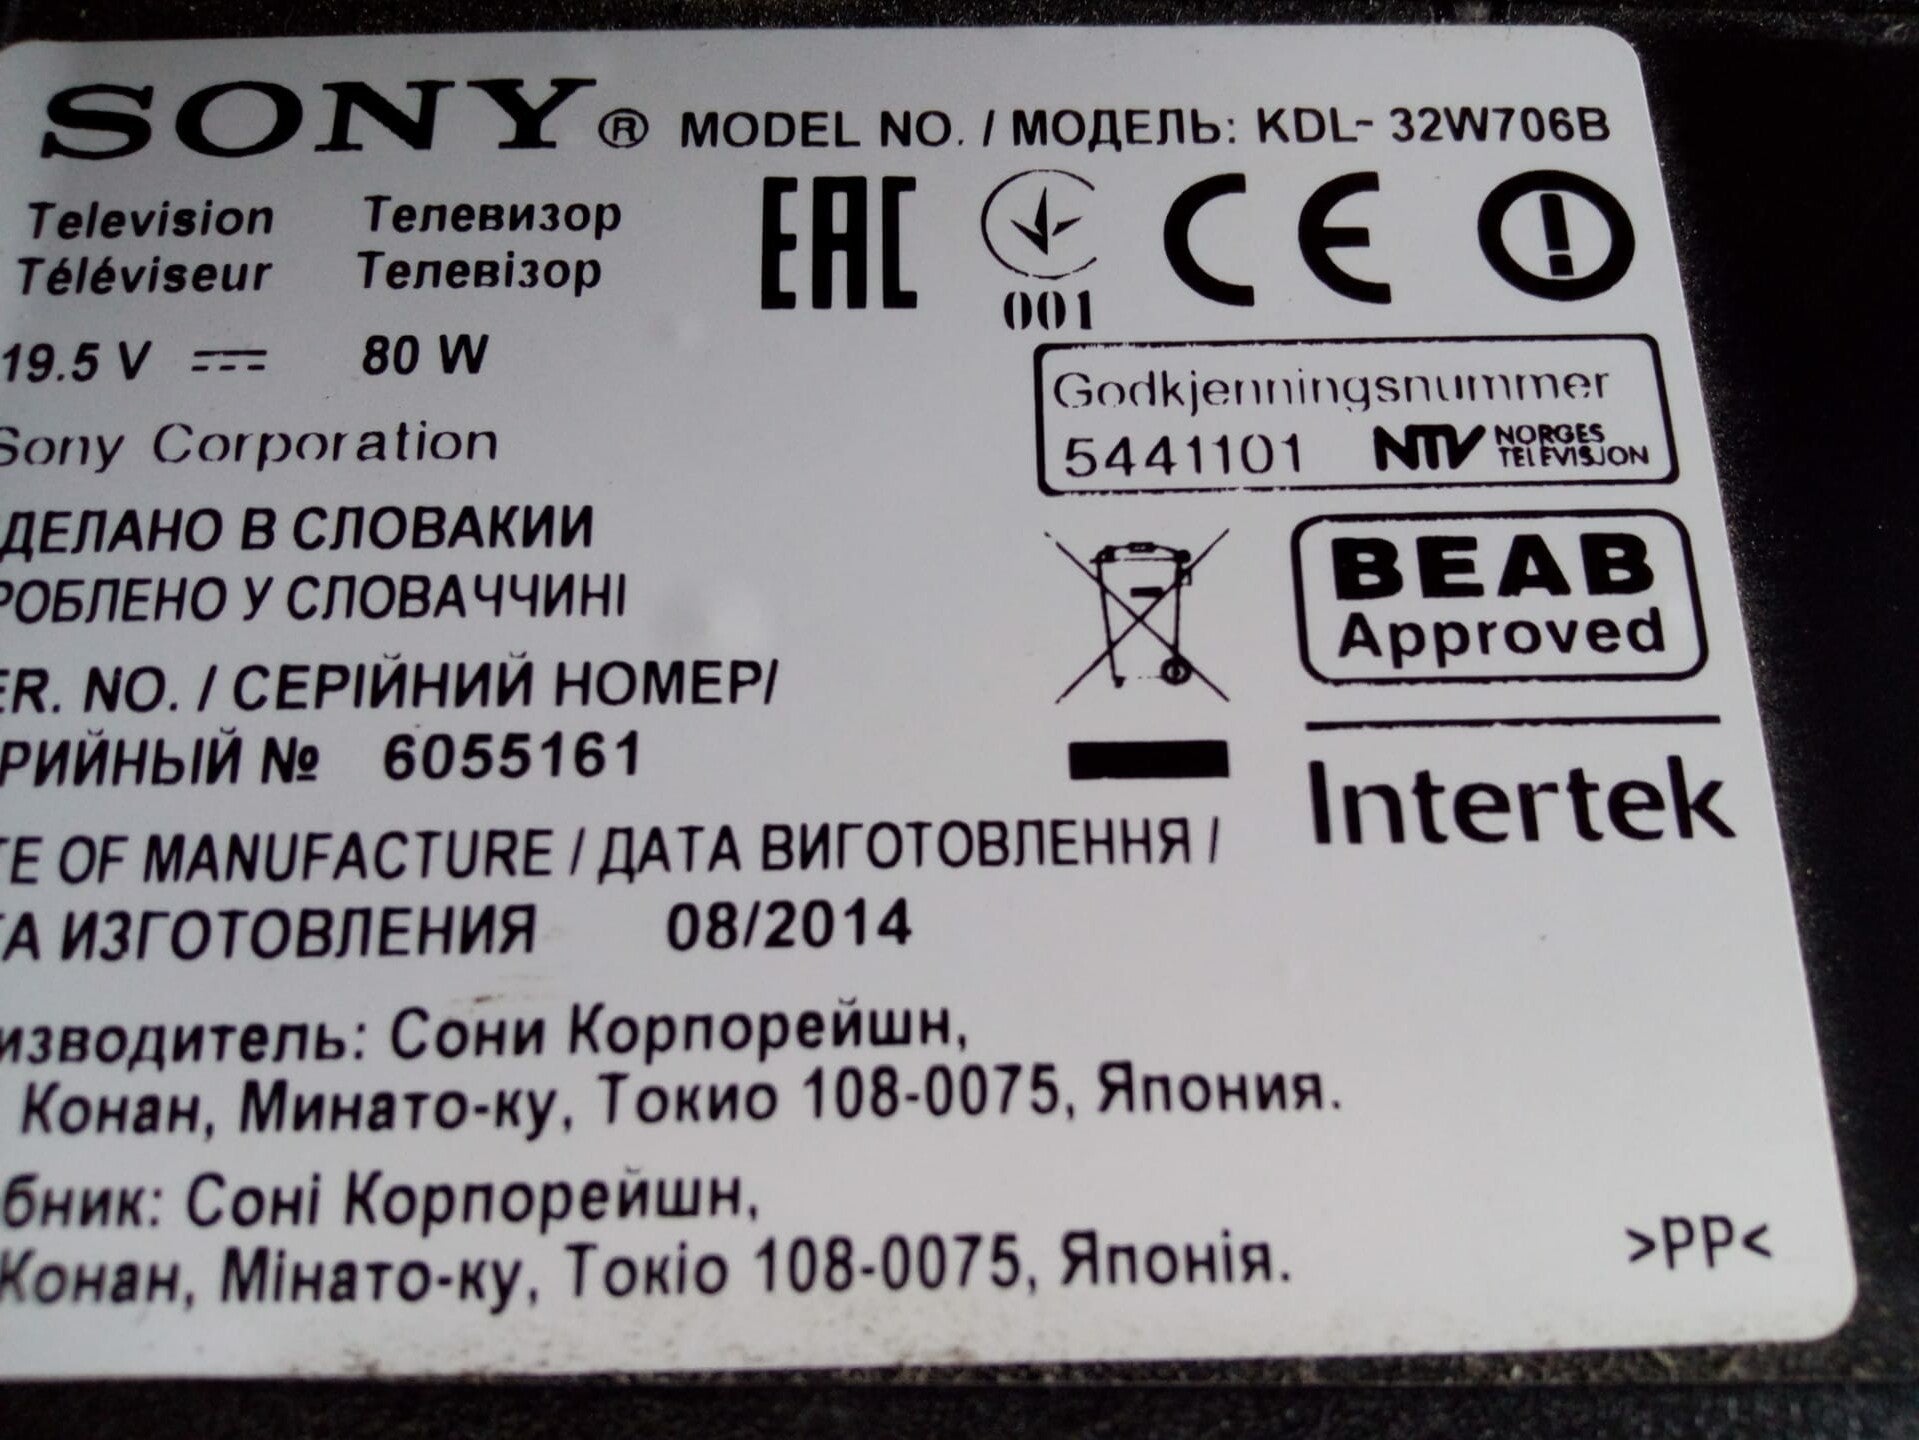 SONY® MODEL NO. / МОДЕЛЬ: KDL- 32W706B
Television Телевизор
Téléviseur Телевізор
EAC 001 CE
19.5 V 80 W
Godkjenningsnummer
5441101 NTV NORGES TELEVISJON
Sony Corporation
ДЕЛАНО В СЛОВАКИИ
РОБЛЕНО У СЛОВАЧЧИНІ
BEAB
Approved
ER. NO. / СЕРІЙНИЙ НОМЕР/
РИЙНЫЙ № 6055161
Intertek
TE OF MANUFACTURE / ДАТА ВИГОТОВЛЕННЯ /
ТА ИЗГОТОВЛЕНИЯ 08/2014
изводитель: Сони Корпорейшн,
Конан, Минато-ку, Токио 108-0075, Япония.
бник: Соні Корпорейшн,
Конан, Мінато-ку, Токіо 108-0075, Японія.
>PP<